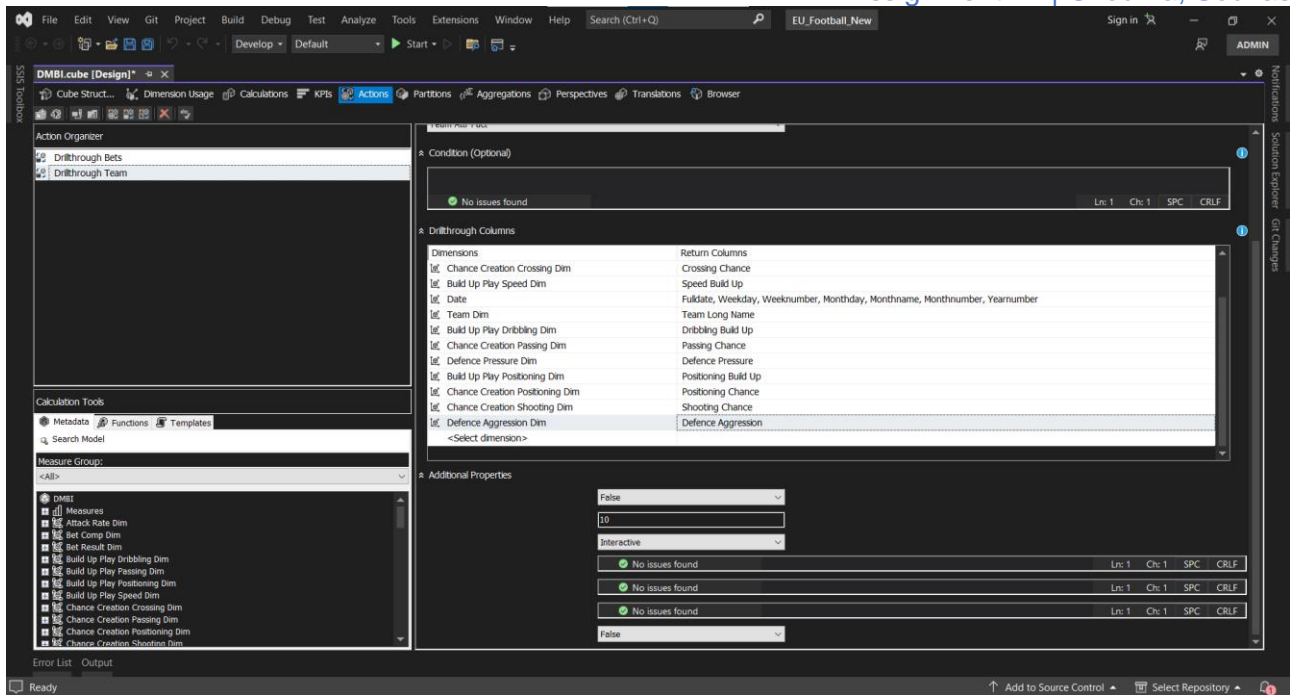 File Edit View Git Project Build Debug Test Analyze Tools Extensions Window Help Search (Ctrl+Q) EU_Football_New Sign in
Develop Default Start ADMIN
SSIS Toolbox
DMBI.cube [Design]*
Cube Struct... Dimension Usage Calculations KPIs Actions Partitions Aggregations Perspectives Translations Browser
Action Organizer
Drillthrough Bets
Drillthrough Team
Calculation Tools
Metadata Functions Templates
Search Model
Measure Group:
<All>
DMBI
Measures
Attack Rate Dim
Bet Comp Dim
Bet Result Dim
Build Up Play Dribbling Dim
Build Up Play Passing Dim
Build Up Play Positioning Dim
Build Up Play Speed Dim
Chance Creation Crossing Dim
Chance Creation Passing Dim
Chance Creation Positioning Dim
Chance Creation Shooting Dim
Team Att Fact
Condition (Optional)
No issues found Ln: 1 Ch: 1 SPC CRLF
Drillthrough Columns
Dimensions Return Columns
Chance Creation Crossing Dim Crossing Chance
Build Up Play Speed Dim Speed Build Up
Date Fulldate, Weekday, Weeknumber, Monthday, Monthname, Monthnumber, Yearnumber
Team Dim Team Long Name
Build Up Play Dribbling Dim Dribbling Build Up
Chance Creation Passing Dim Passing Chance
Defence Pressure Dim Defence Pressure
Build Up Play Positioning Dim Positioning Build Up
Chance Creation Positioning Dim Positioning Chance
Chance Creation Shooting Dim Shooting Chance
Defence Aggression Dim Defence Aggression
<Select dimension>
Additional Properties
False
10
Interactive
No issues found Ln: 1 Ch: 1 SPC CRLF
No issues found Ln: 1 Ch: 1 SPC CRLF
No issues found Ln: 1 Ch: 1 SPC CRLF
False
Notifications
Solution Explorer
Git Changes
Error List Output
Ready Add to Source Control Select Repository 1